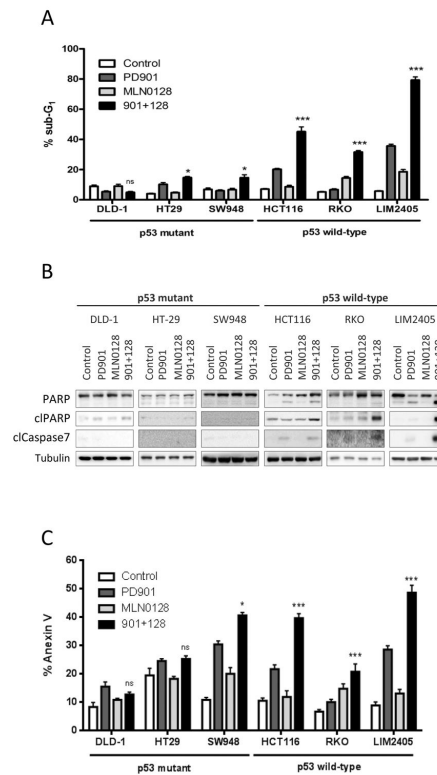 A
100
80
60
40
20
0
% sub-G1
Control
PD901
MLN0128
901+128
ns
*
*
***
***
***
DLD-1 HT29 SW948 HCT116 RKO LIM2405
p53 mutant p53 wild-type
B
p53 mutant p53 wild-type
DLD-1 HT-29 SW948 HCT116 RKO LIM2405
Control PD901 MLN0128 901+128 Control PD901 MLN0128 901+128 Control PD901 MLN0128 901+128 Control PD901 MLN0128 901+128 Control PD901 MLN0128 901+128 Control PD901 MLN0128 901+128
PARP
clPARP
clCaspase7
Tubulin
C
60
50
40
30
20
10
0
% Anexin V
Control
PD901
MLN0128
901+128
ns
ns
*
***
***
***
DLD-1 HT29 SW948 HCT116 RKO LIM2405
p53 mutant p53 wild-type